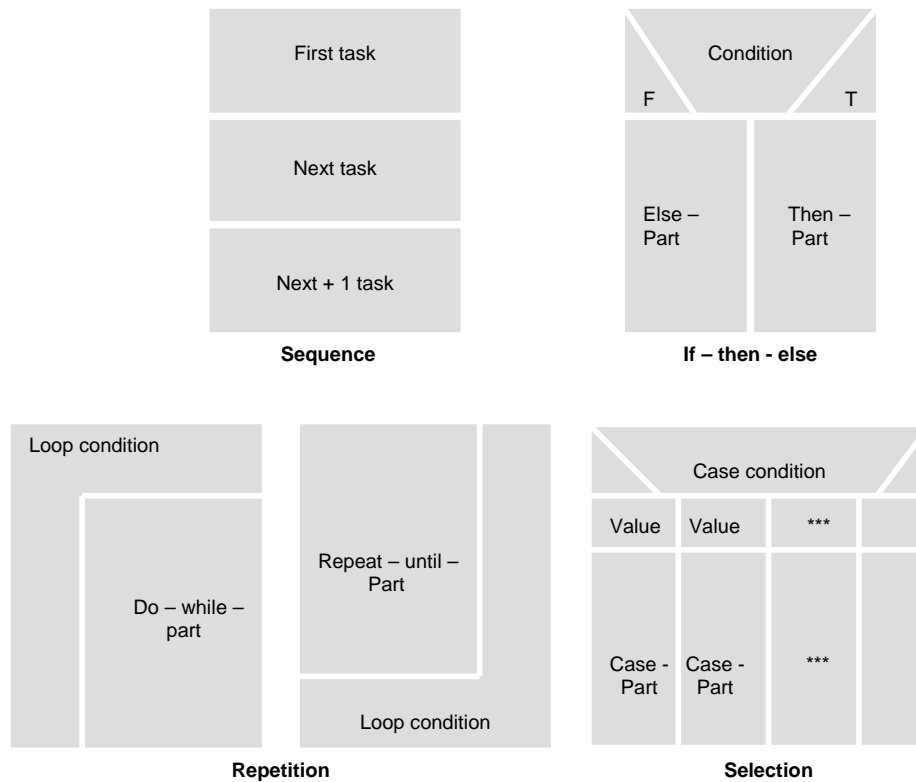 First task
Next task
Next + 1 task
Sequence
Condition
F
T
Else –
Part
Then –
Part
If – then - else
Loop condition
Do – while –
part
Repeat – until –
Part
Loop condition
Repetition
Case condition
Value
Value
***
Case -
Part
Case -
Part
***
Selection